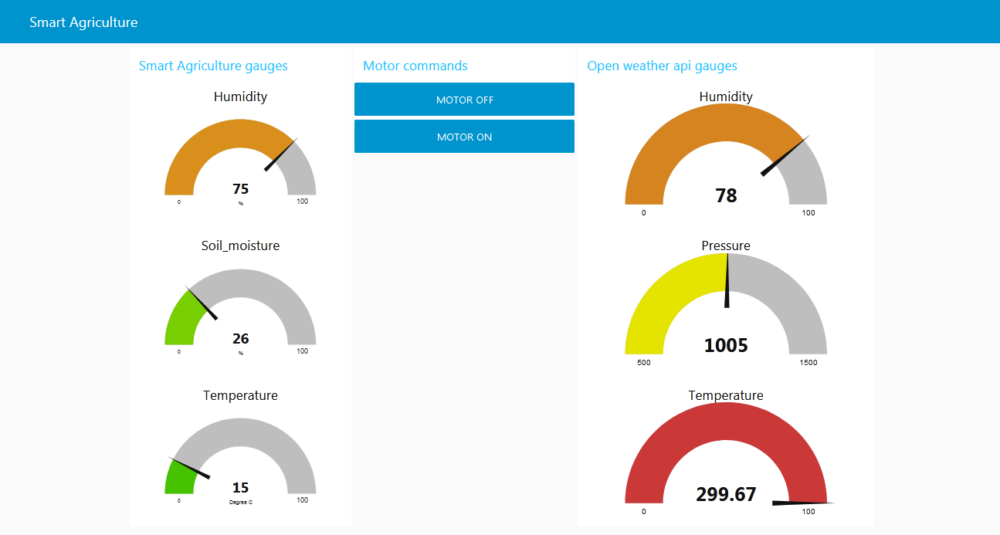 Smart Agriculture
Smart Agriculture gauges
Humidity
75
%
0
100
Soil_moisture
26
%
0
100
Temperature
15
Degree C
0
100
Motor commands
MOTOR OFF
MOTOR ON
Open weather api gauges
Humidity
78
0
100
Pressure
1005
500
1500
Temperature
299.67
0
100